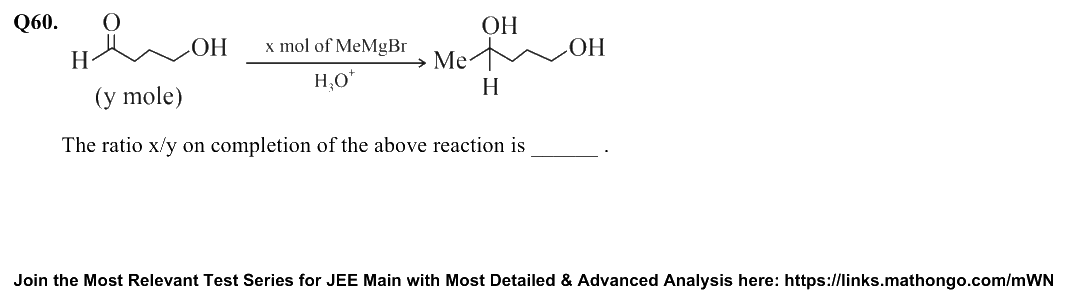 Q60.
O
H
OH
(y mole)
x mol of MeMgBr
H₃O⁺
OH
Me
OH
H
The ratio x/y on completion of the above reaction is ______ .
Join the Most Relevant Test Series for JEE Main with Most Detailed & Advanced Analysis here: https://links.mathongo.com/mWN